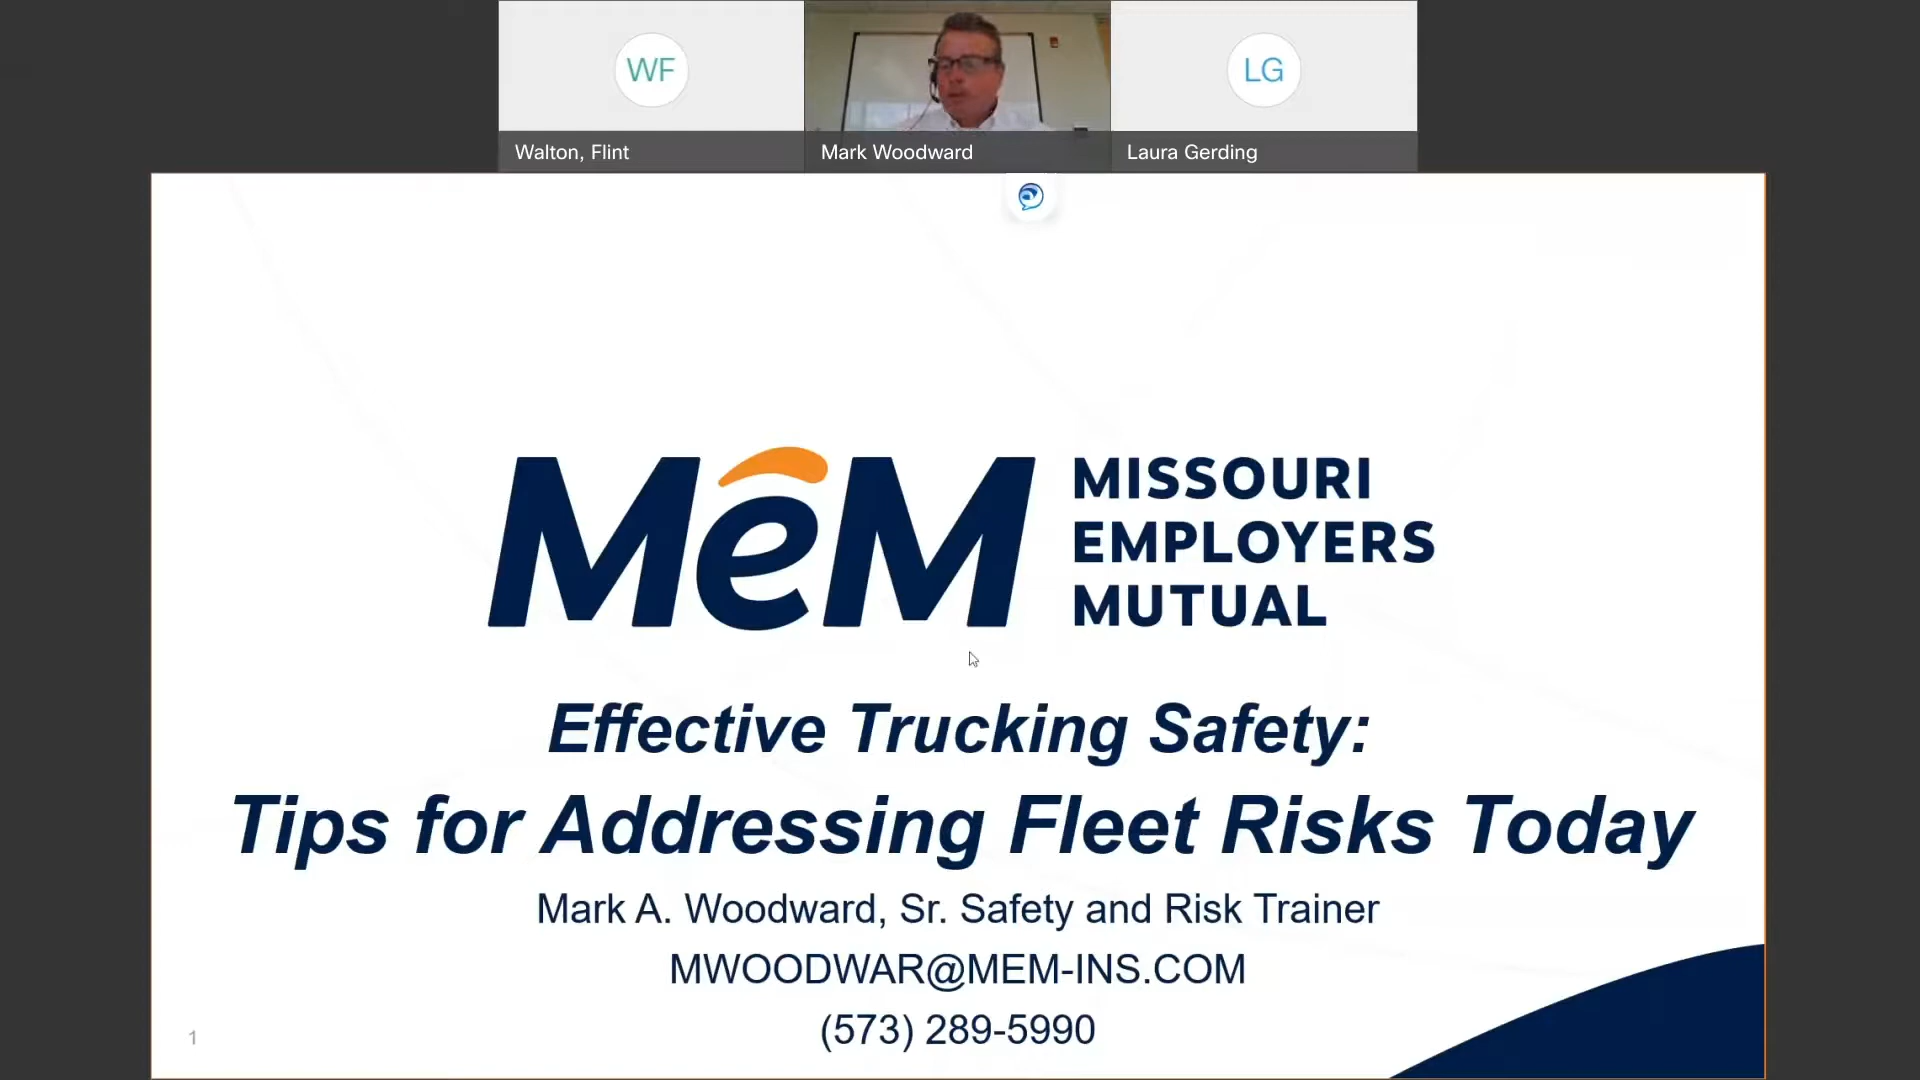 WF
LG
Walton, Flint
Mark Woodward
Laura Gerding
MeM
MISSOURI
EMPLOYERS
MUTUAL
Effective Trucking Safety:
Tips for Addressing Fleet Risks Today
Mark A. Woodward, Sr. Safety and Risk Trainer
MWOODWAR@MEM-INS.COM
(573) 289-5990
1